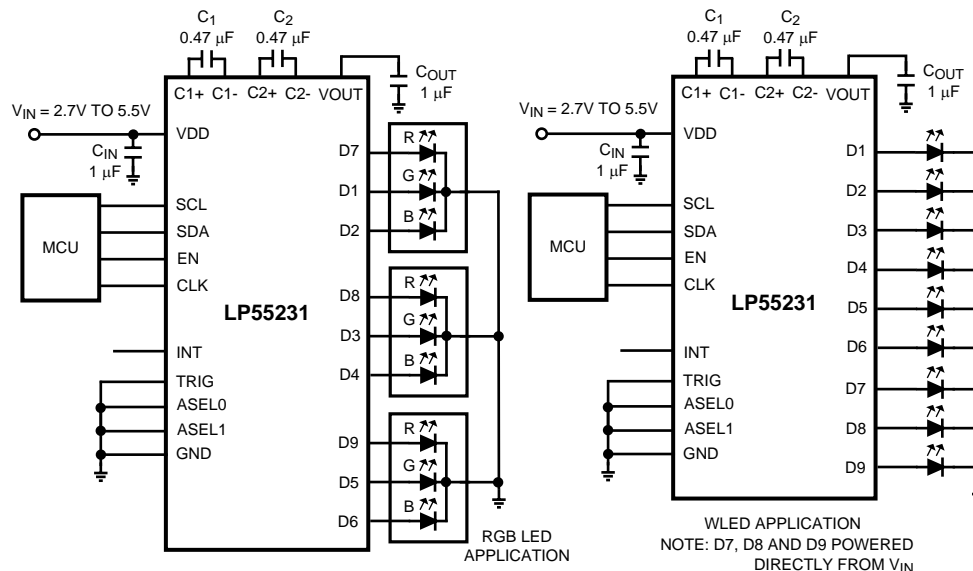 C1
0.47 µF
C2
0.47 µF
COUT
1 µF
C1+ C1- C2+ C2- VOUT
VIN = 2.7V TO 5.5V
CIN
1 µF
VDD
MCU
SCL
SDA
EN
CLK
LP55231
INT
TRIG
ASEL0
ASEL1
GND
D7
D1
D2
R
G
B
D8
D3
D4
R
G
B
D9
D5
D6
R
G
B
RGB LED
APPLICATION
C1
0.47 µF
C2
0.47 µF
COUT
1 µF
C1+ C1- C2+ C2- VOUT
VIN = 2.7V TO 5.5V
CIN
1 µF
VDD
MCU
SCL
SDA
EN
CLK
LP55231
INT
TRIG
ASEL0
ASEL1
GND
D1
D2
D3
D4
D5
D6
D7
D8
D9
WLED APPLICATION
NOTE: D7, D8 AND D9 POWERED
DIRECTLY FROM VIN